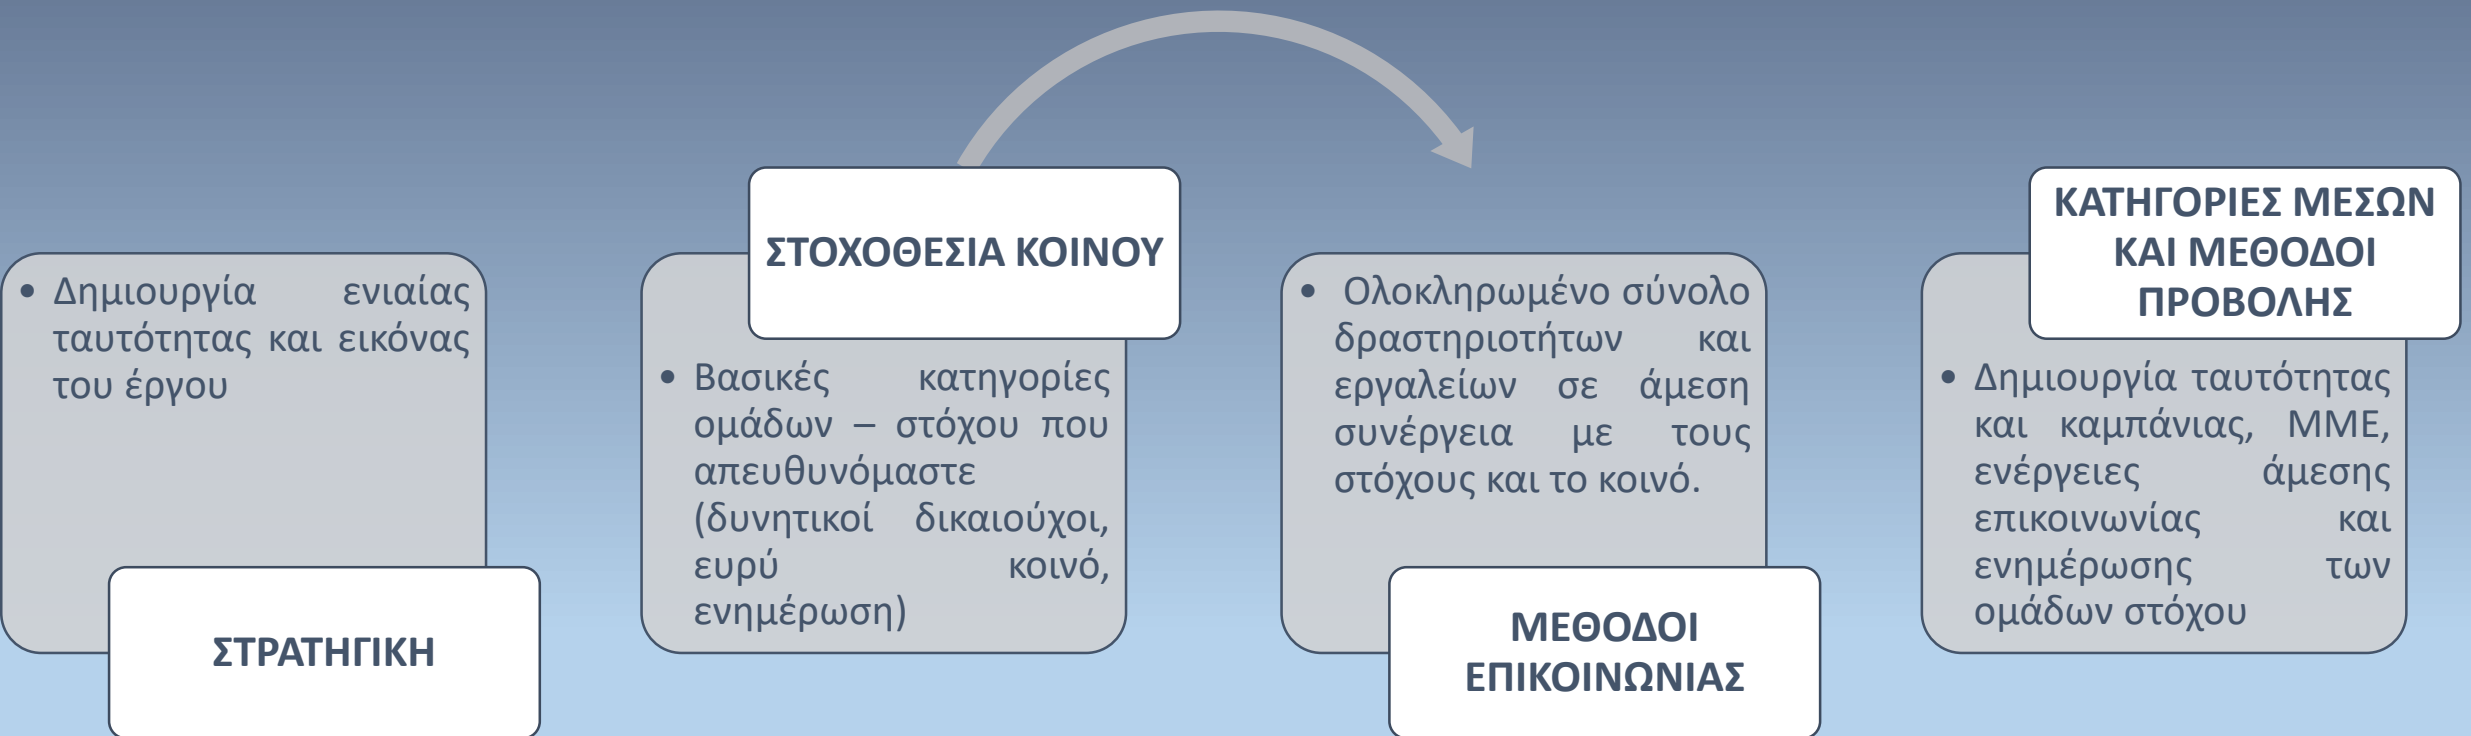 • Δημιουργία ενιαίας
ταυτότητας και εικόνας
του έργου
ΣΤΡΑΤΗΓΙΚΗ
ΣΤΟΧΟΘΕΣΙΑ ΚΟΙΝΟΥ
• Βασικές κατηγορίες
ομάδων – στόχου που
απευθυνόμαστε
(δυνητικοί δικαιούχοι,
ευρύ κοινό,
ενημέρωση)
• Ολοκληρωμένο σύνολο
δραστηριοτήτων και
εργαλείων σε άμεση
συνέργεια με τους
στόχους και το κοινό.
ΜΕΘΟΔΟΙ
ΕΠΙΚΟΙΝΩΝΙΑΣ
ΚΑΤΗΓΟΡΙΕΣ ΜΕΣΩΝ
ΚΑΙ ΜΕΘΟΔΟΙ
ΠΡΟΒΟΛΗΣ
• Δημιουργία ταυτότητας
και καμπάνιας, ΜΜΕ,
ενέργειες άμεσης
επικοινωνίας και
ενημέρωσης των
ομάδων στόχου